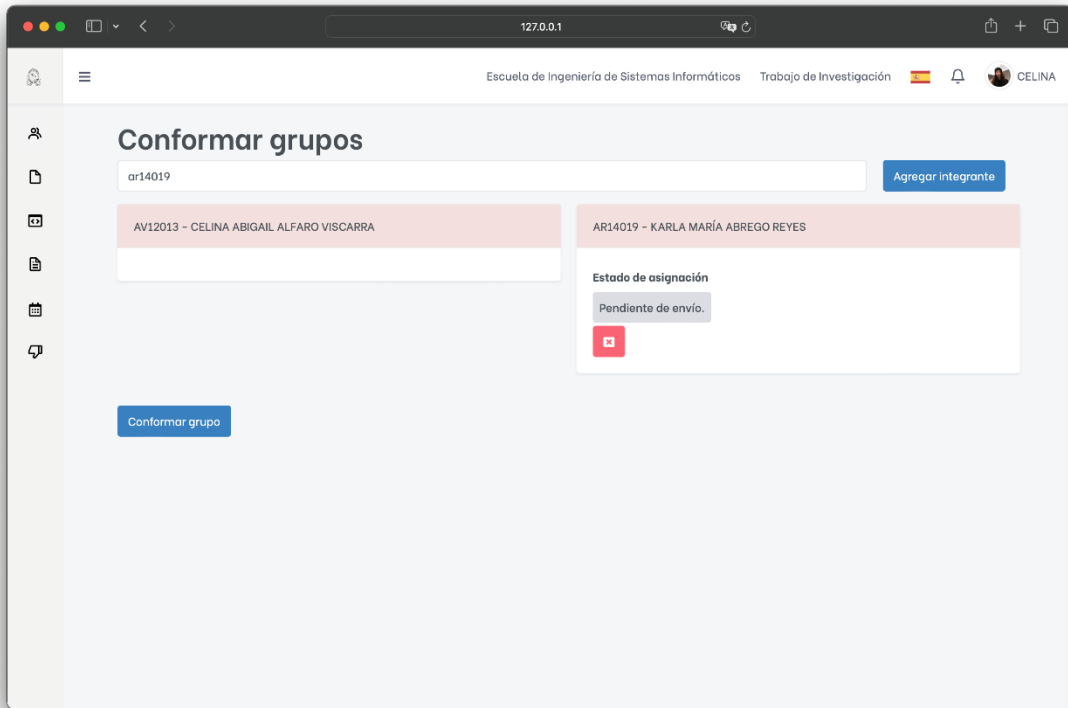 127.0.0.1
Escuela de Ingeniería de Sistemas Informáticos Trabajo de Investigación CELINA
Conformar grupos
ar14019 Agregar integrante
AV12013 - CELINA ABIGAIL ALFARO VISCARRA
AR14019 - KARLA MARÍA ABREGO REYES
Estado de asignación
Pendiente de envío.
Conformar grupo